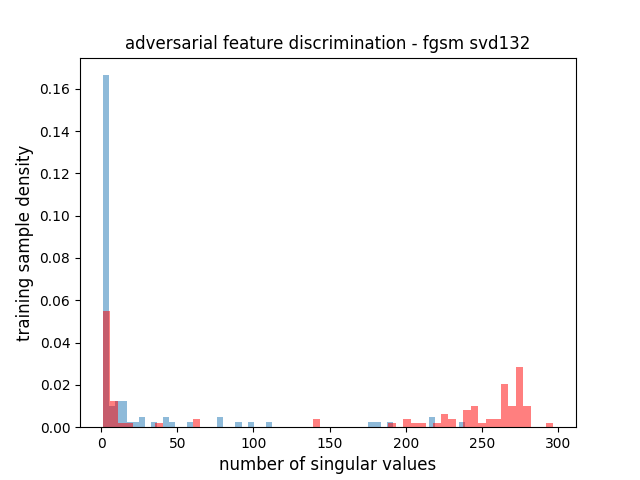 adversarial feature discrimination - fgsm svd132
training sample density
0.16
0.14
0.12
0.10
0.08
0.06
0.04
0.02
0.00
0 50 100 150 200 250 300
number of singular values